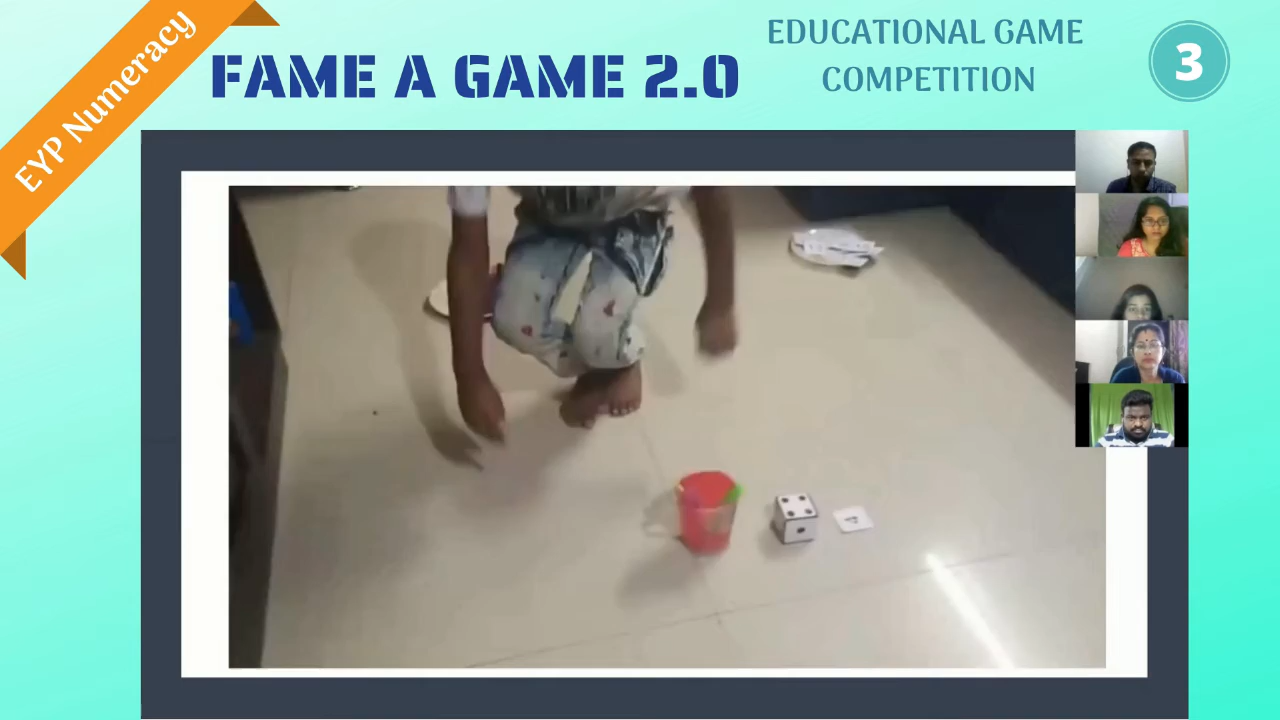 EYP Numeracy
FAME A GAME 2.0
EDUCATIONAL GAME
COMPETITION
3